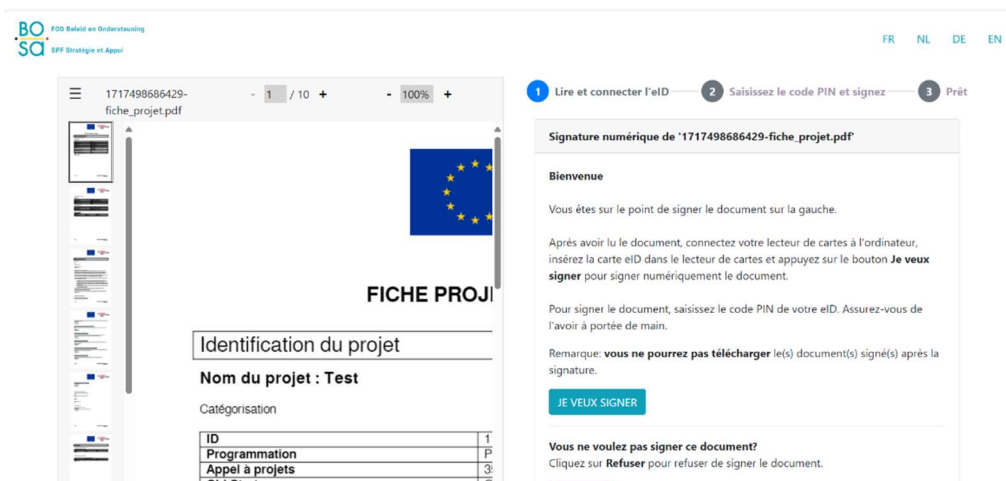 BOSA FOD Beleid en Ondersteuning
SPF Stratégie et Appui
FR NL DE EN
1717498686429-
fiche_projet.pdf
- 1 / 10 +
- 100% +
FICHE PROJ
Identification du projet
Nom du projet : Test
Catégorisation
ID 1
Programmation P
Appel à projets 3
1 Lire et connecter l'eID 2 Saisissez le code PIN et signez 3 Prêt
Signature numérique de '1717498686429-fiche_projet.pdf'
Bienvenue
Vous êtes sur le point de signer le document sur la gauche.
Après avoir lu le document, connectez votre lecteur de cartes à l'ordinateur,
insérez la carte eID dans le lecteur de cartes et appuyez sur le bouton Je veux
signer pour signer numériquement le document.
Pour signer le document, saisissez le code PIN de votre eID. Assurez-vous de
l'avoir à portée de main.
Remarque: vous ne pourrez pas télécharger le(s) document(s) signé(s) après la
signature.
JE VEUX SIGNER
Vous ne voulez pas signer ce document?
Cliquez sur Refuser pour refuser de signer le document.